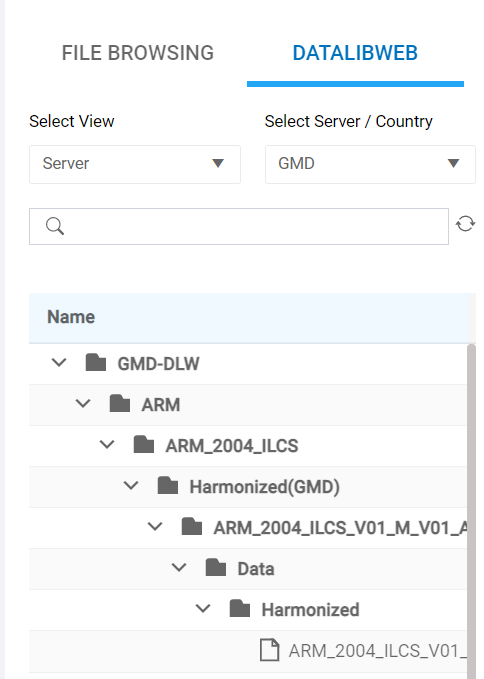 FILE BROWSING DATALIBWEB
Select View Select Server / Country
Server GMD
Name
GMD-DLW
ARM
ARM_2004_ILCS
Harmonized(GMD)
ARM_2004_ILCS_V01_M_V01_A
Data
Harmonized
ARM_2004_ILCS_V01_